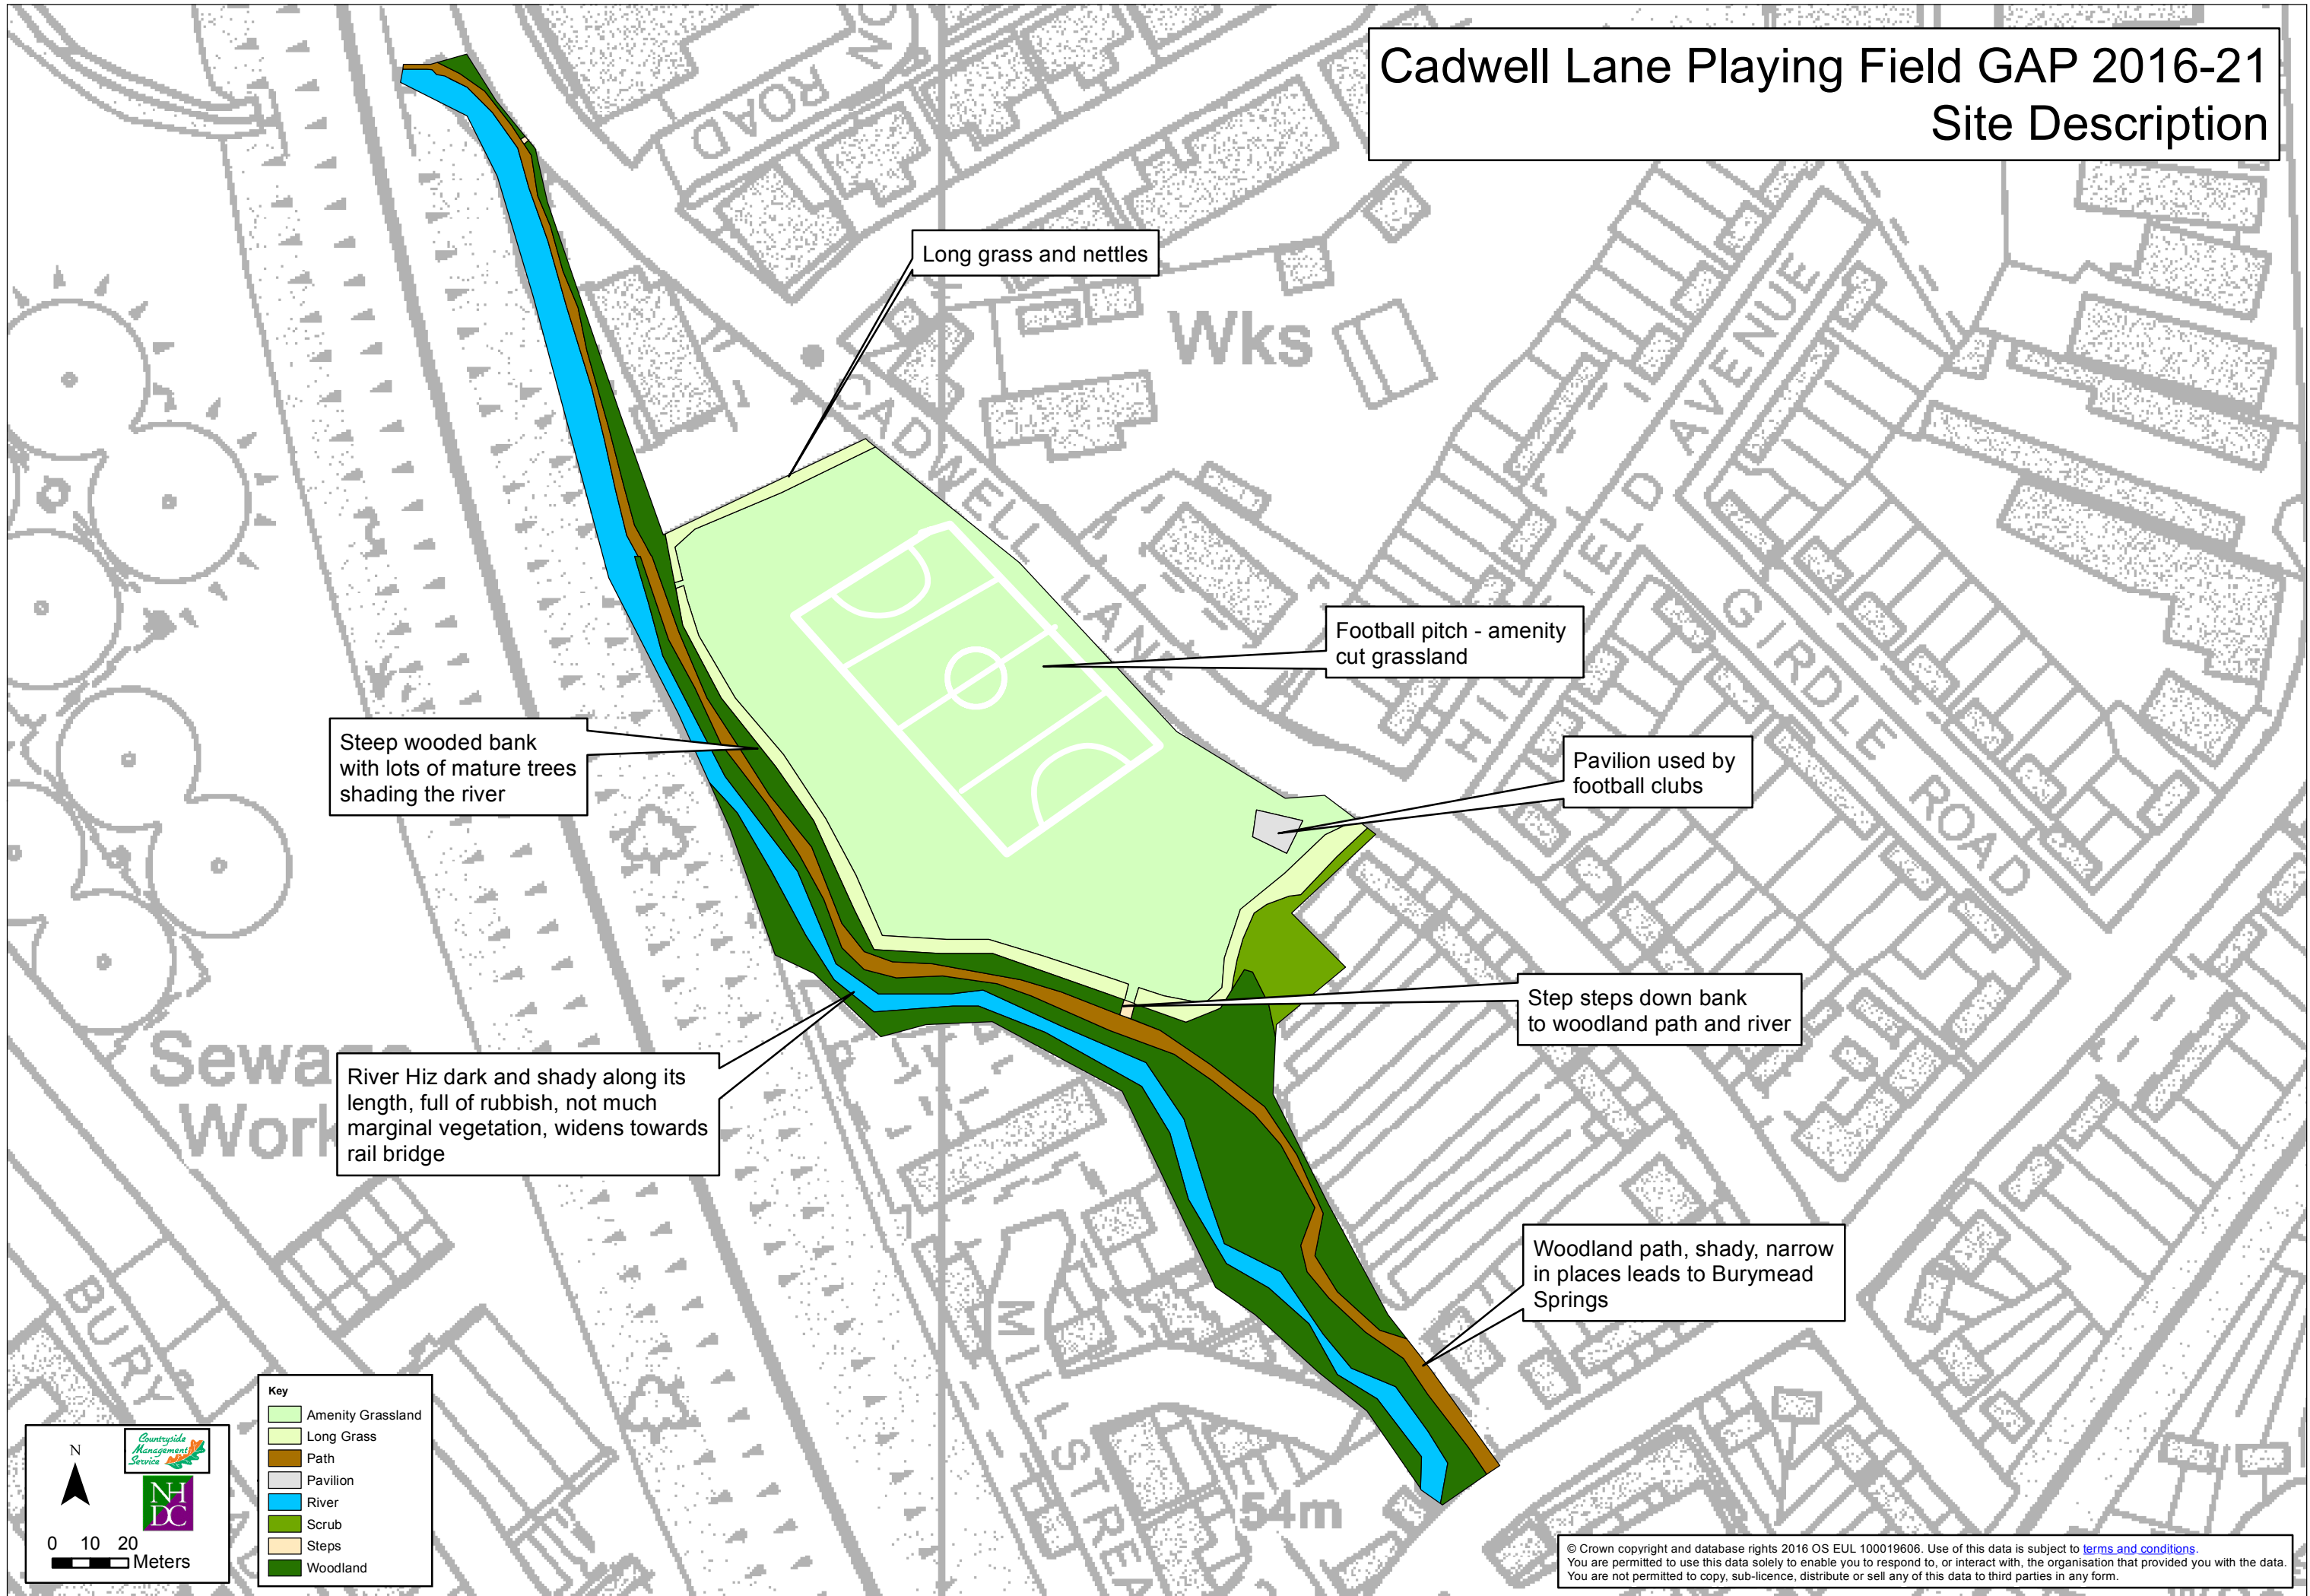 Cadwell Lane Playing Field GAP 2016-21
Site Description
ROAD
Long grass and nettles
Wks
CADWELL LANE
HILLFIELD AVENUE
GIRDLE ROAD
Football pitch - amenity
cut grassland
Steep wooded bank
with lots of mature trees
shading the river
Pavilion used by
football clubs
Step steps down bank
to woodland path and river
Sewa
Work
River Hiz dark and shady along its
length, full of rubbish, not much
marginal vegetation, widens towards
rail bridge
Woodland path, shady, narrow
in places leads to Burymead
Springs
BURY
MILLSTREA
54m
Key
Amenity Grassland
Long Grass
Path
Pavilion
River
Scrub
Steps
Woodland
N
Countryside
Management
Service
NH
DC
0 10 20
Meters
© Crown copyright and database rights 2016 OS EUL 100019606. Use of this data is subject to terms and conditions.
You are permitted to use this data solely to enable you to respond to, or interact with, the organisation that provided you with the data.
You are not permitted to copy, sub-licence, distribute or sell any of this data to third parties in any form.